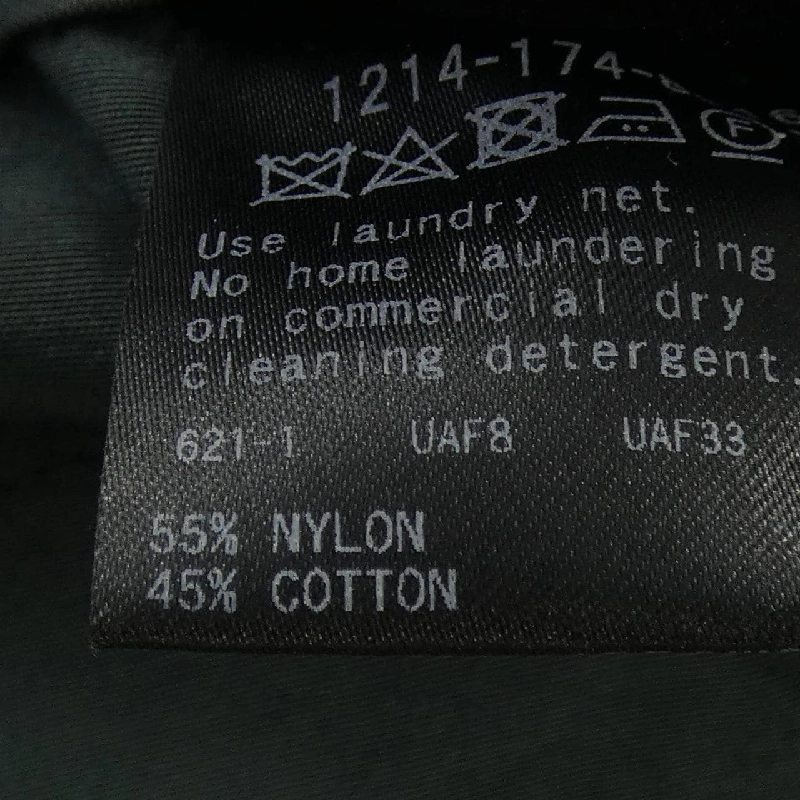 1214-174-
F
Use laundry net.
No home laundering
on commercial dry
cleaning detergent.
621-1 UAF8 UAF33
55% NYLON
45% COTTON